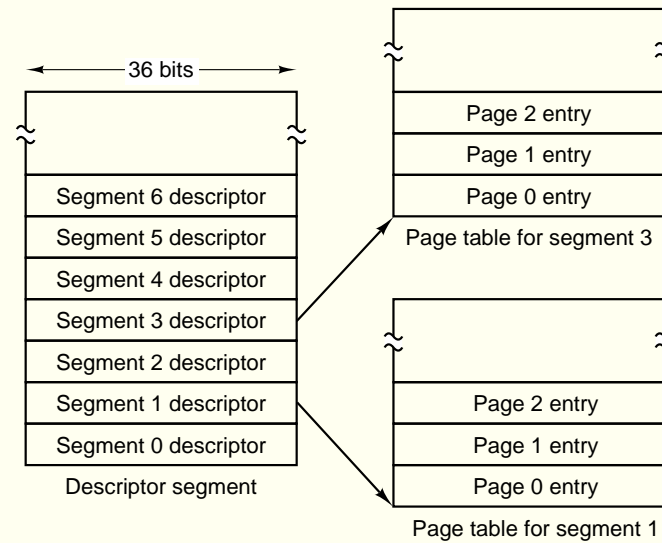 36 bits
Segment 6 descriptor
Segment 5 descriptor
Segment 4 descriptor
Segment 3 descriptor
Segment 2 descriptor
Segment 1 descriptor
Segment 0 descriptor
Descriptor segment
Page 2 entry
Page 1 entry
Page 0 entry
Page table for segment 3
Page 2 entry
Page 1 entry
Page 0 entry
Page table for segment 1